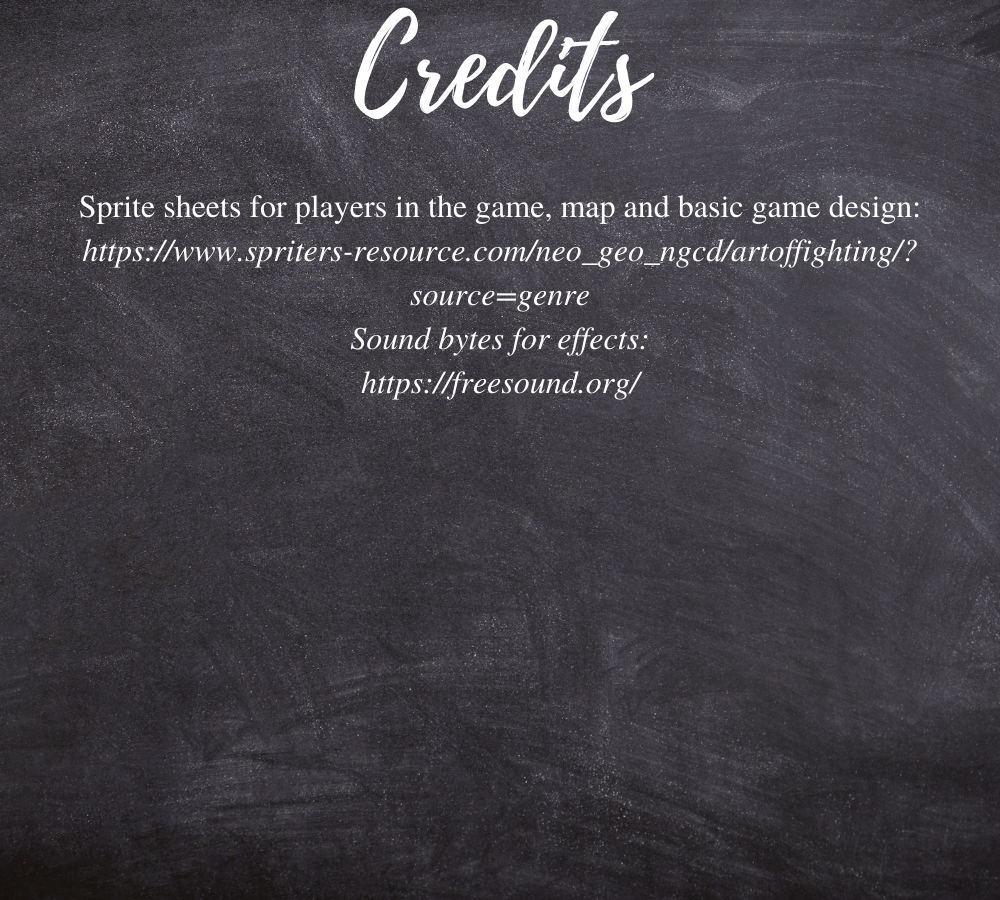 Credits
Sprite sheets for players in the game, map and basic game design:
https://www.spriters-resource.com/neo_geo_ngcd/artoffighting/?
source=genre
Sound bytes for effects:
https://freesound.org/